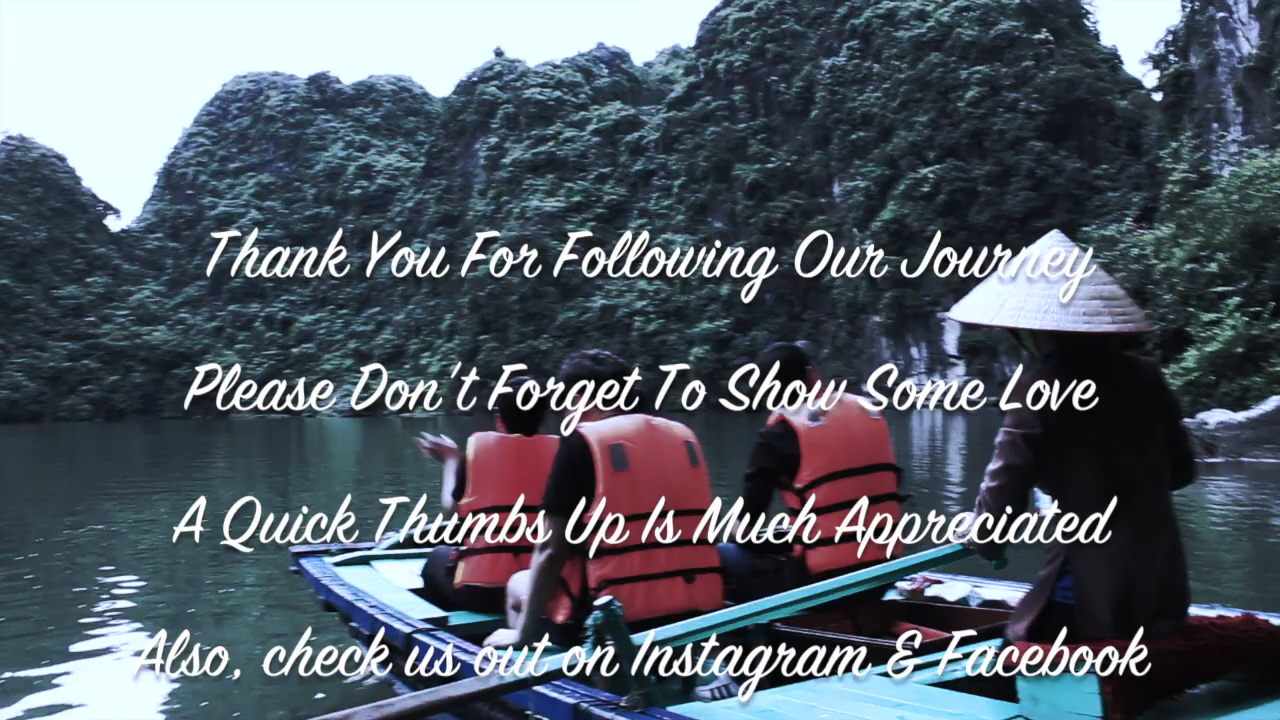 Thank You For Following Our Journey
Please Don't Forget To Show Some Love
A Quick Thumbs Up Is Much Appreciated
Also, check us out on Instagram & Facebook